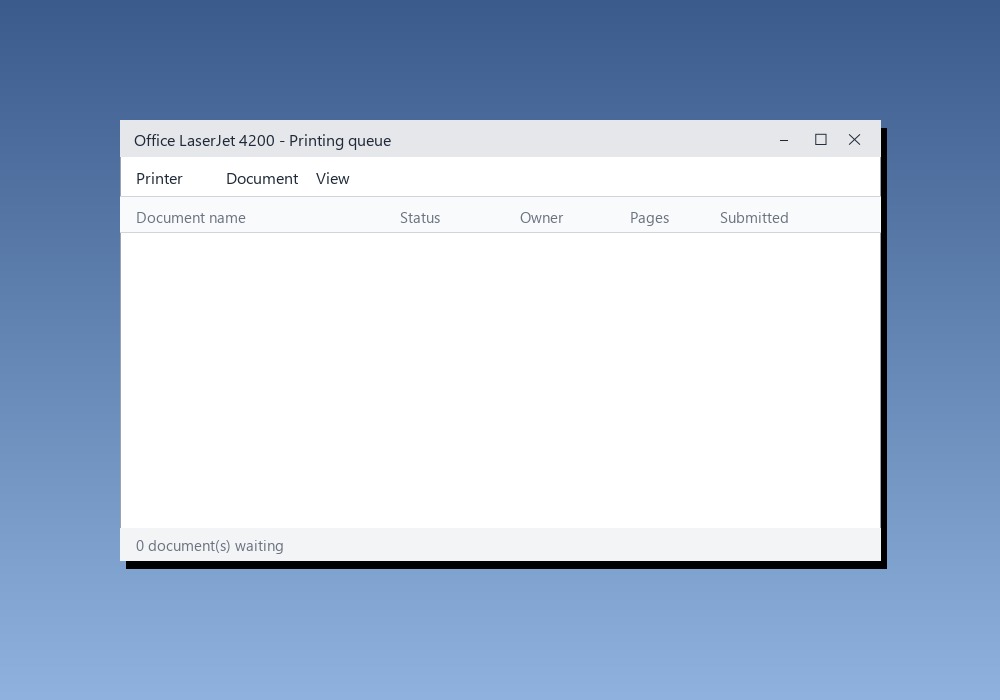 Office LaserJet 4200 - Printing queue
Printer Document View
Document name Status Owner Pages Submitted
0 document(s) waiting